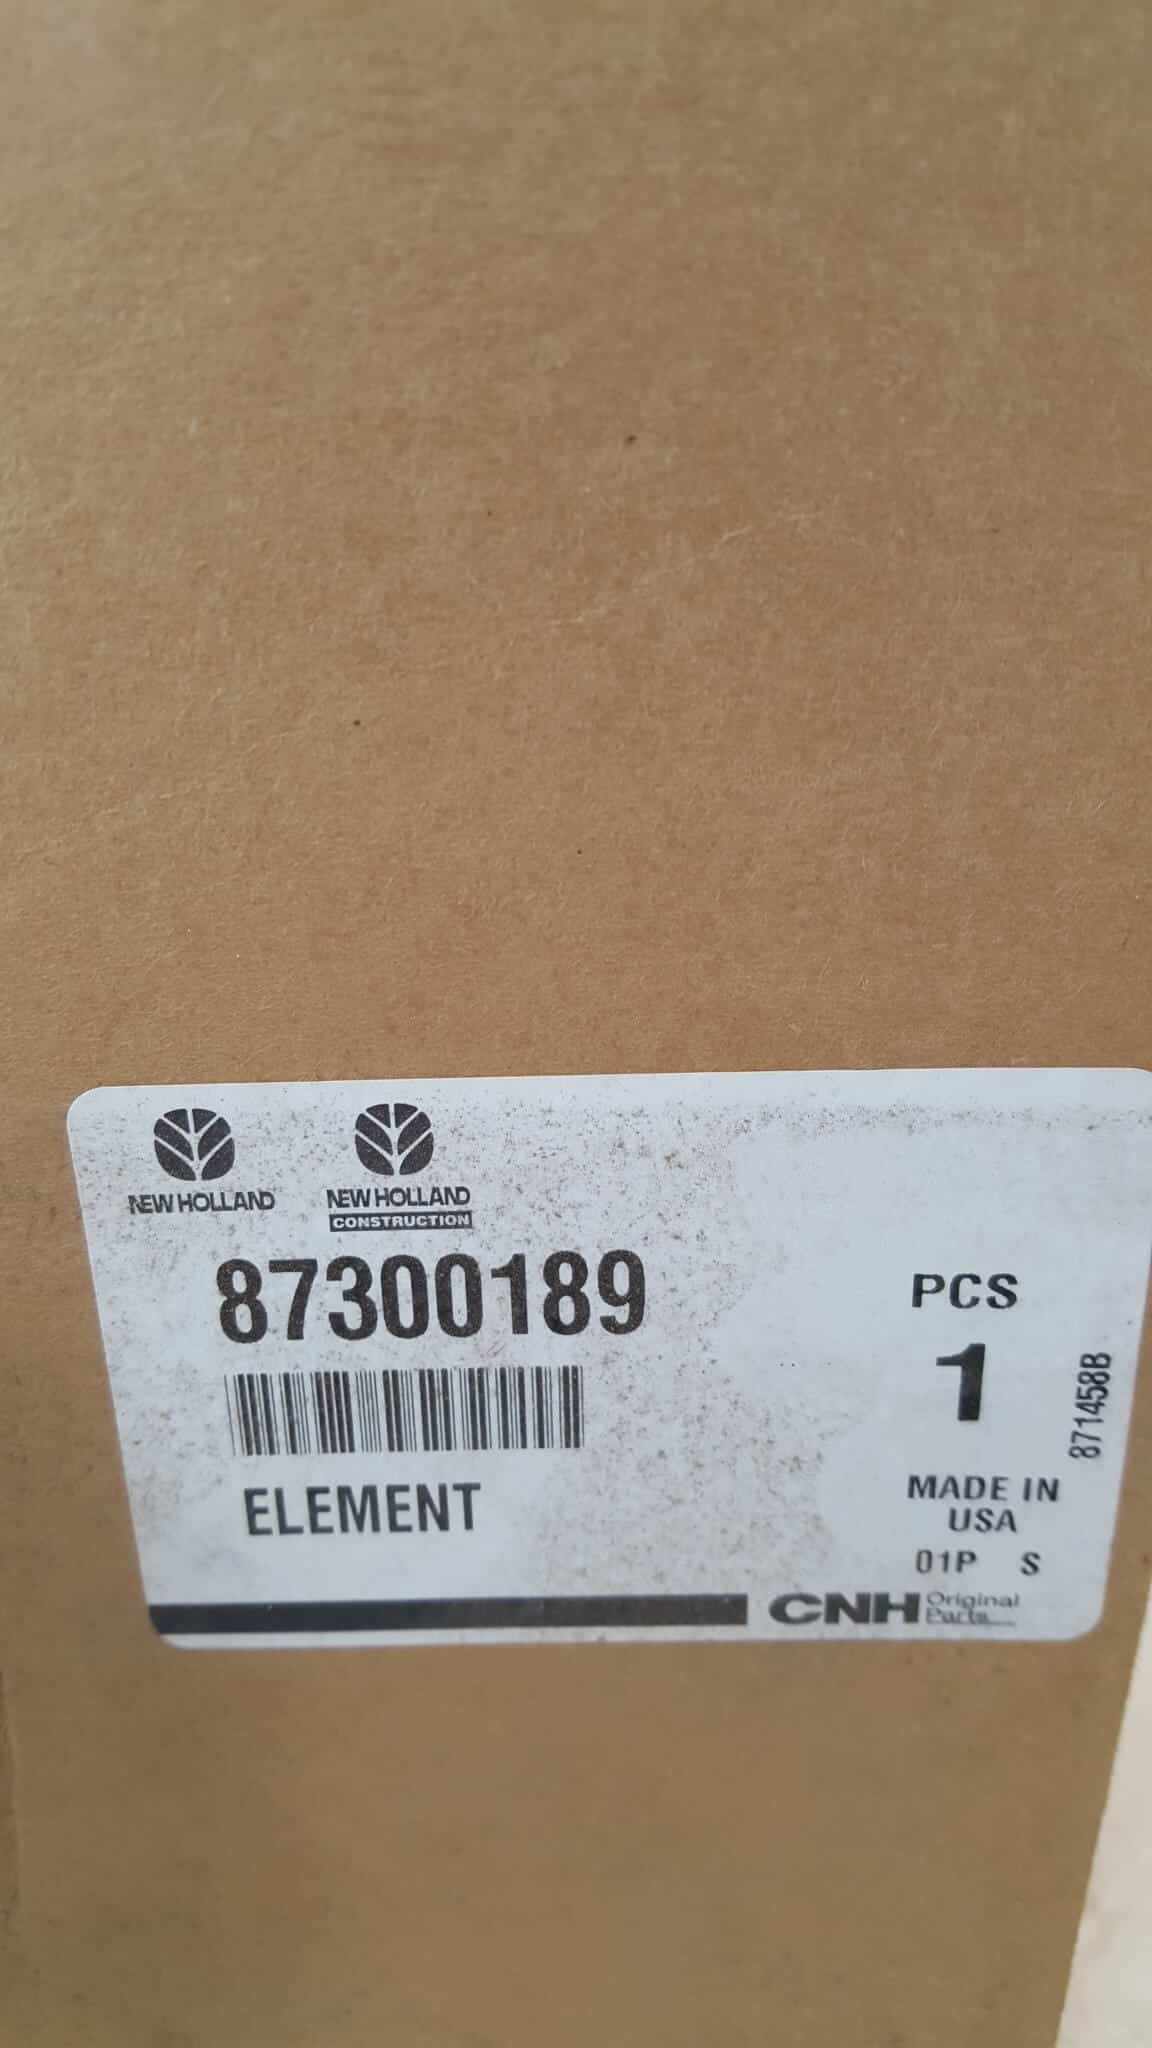 NEW HOLLAND
NEW HOLLAND
CONSTRUCTION
87300189
PCS
1
ELEMENT
MADE IN
USA
01P S
871458B
CNH Original
Parts